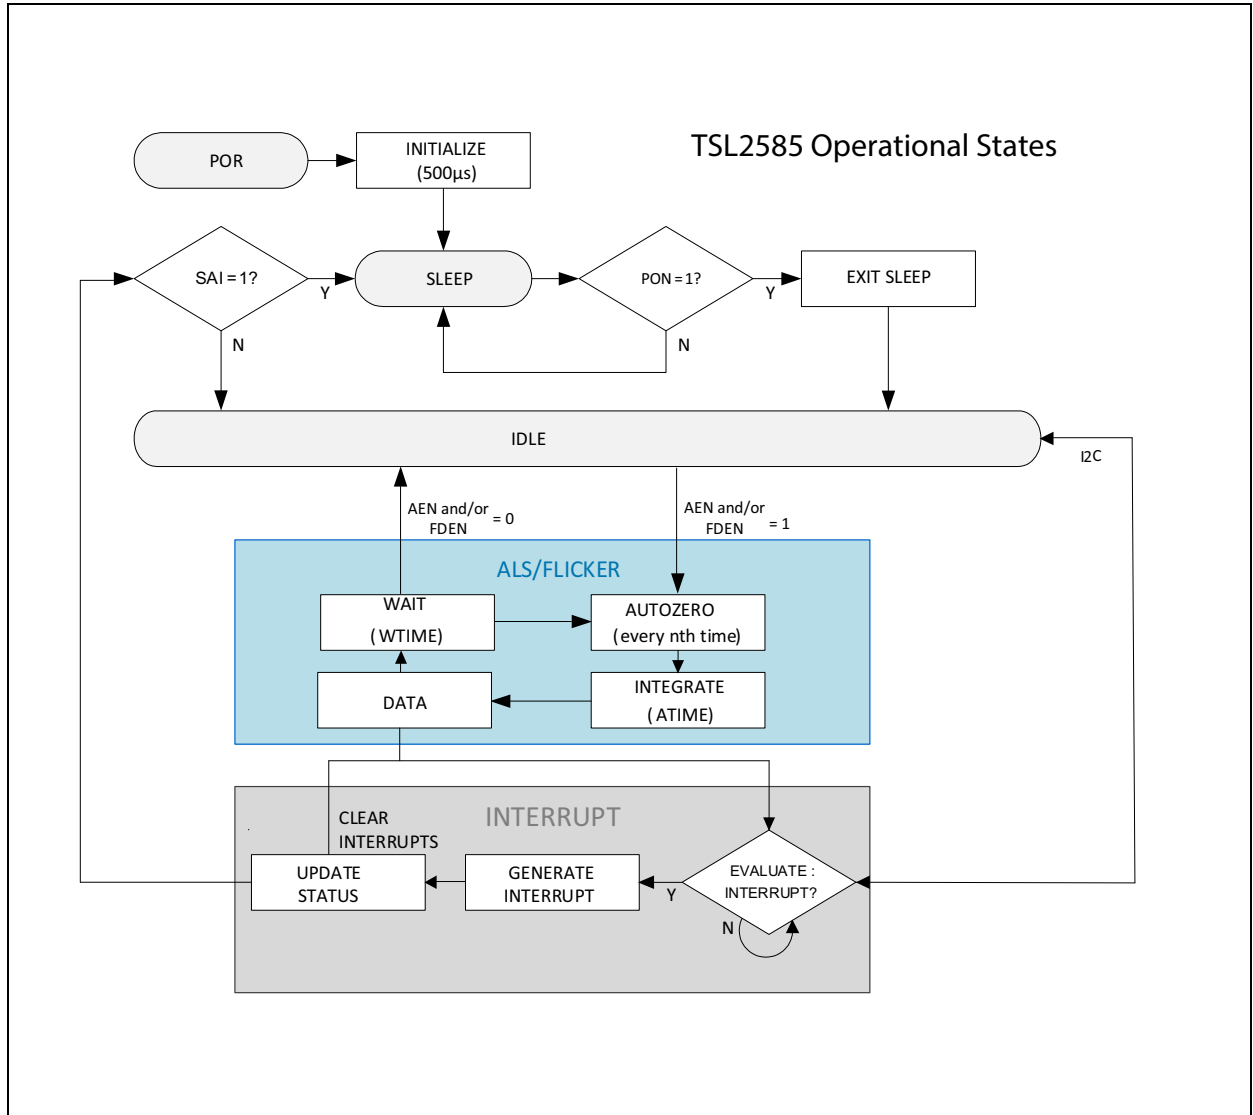 TSL2585 Operational States
POR
INITIALIZE
(500µs)
SAI = 1?
Y
N
SLEEP
PON = 1?
Y
N
EXIT SLEEP
IDLE
I2C
AEN and/or
FDEN = 0
AEN and/or
FDEN = 1
ALS/FLICKER
WAIT
( WTIME)
AUTOZERO
(every nth time)
DATA
INTEGRATE
( ATIME)
INTERRUPT
CLEAR
INTERRUPTS
UPDATE
STATUS
GENERATE
INTERRUPT
Y
EVALUATE :
INTERRUPT?
N